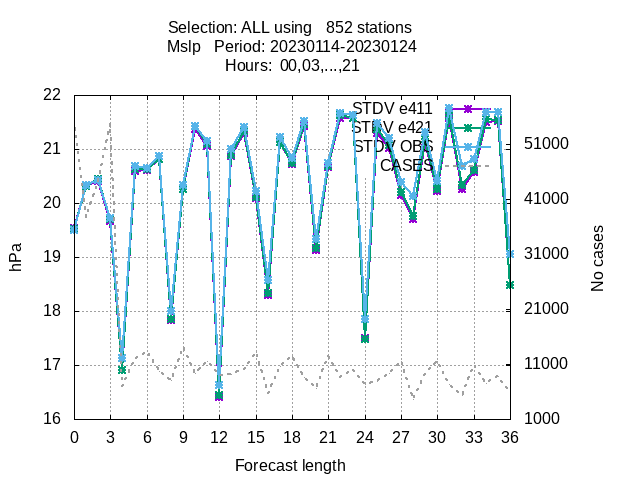 Selection: ALL using   852 stations
Mslp   Period: 20230114-20230124
Hours:  00,03,...,21
STDV e411
STDV e421
STDV OBS
CASES
22
21
20
19
18
17
16
hPa
51000
41000
31000
21000
11000
1000
No cases
0 3 6 9 12 15 18 21 24 27 30 33 36
Forecast length